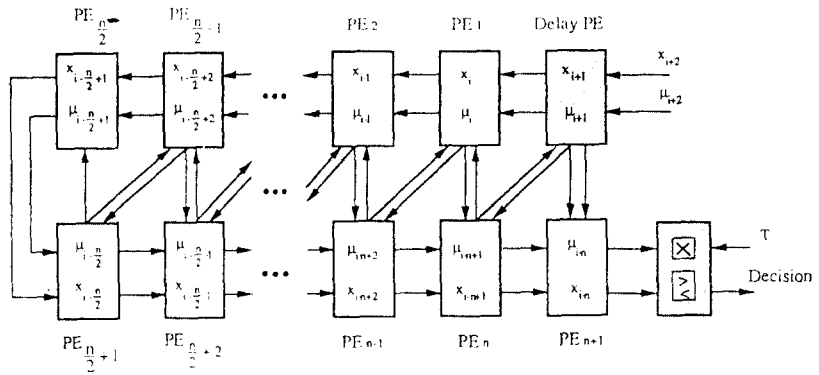 PE n/2 PE n/2-1 PE 2 PE 1 Delay PE
x i-n/2+1 x i-n/2+2 x i-1 x i x i+1 x i+2
μ i-n/2+1 μ i-n/2+2 ••• μ i-1 μ i μ i+1 μ i+2
•••
μ i-n/2 μ i-n/2-1 μ i-n+2 μ i-n+1 μ i-n × T
x i-n/2 x i-n/2-1 ••• x i-n+2 x i-n+1 x i-n > < Decision
PE n/2+1 PE n/2+2 PE n-1 PE n PE n+1